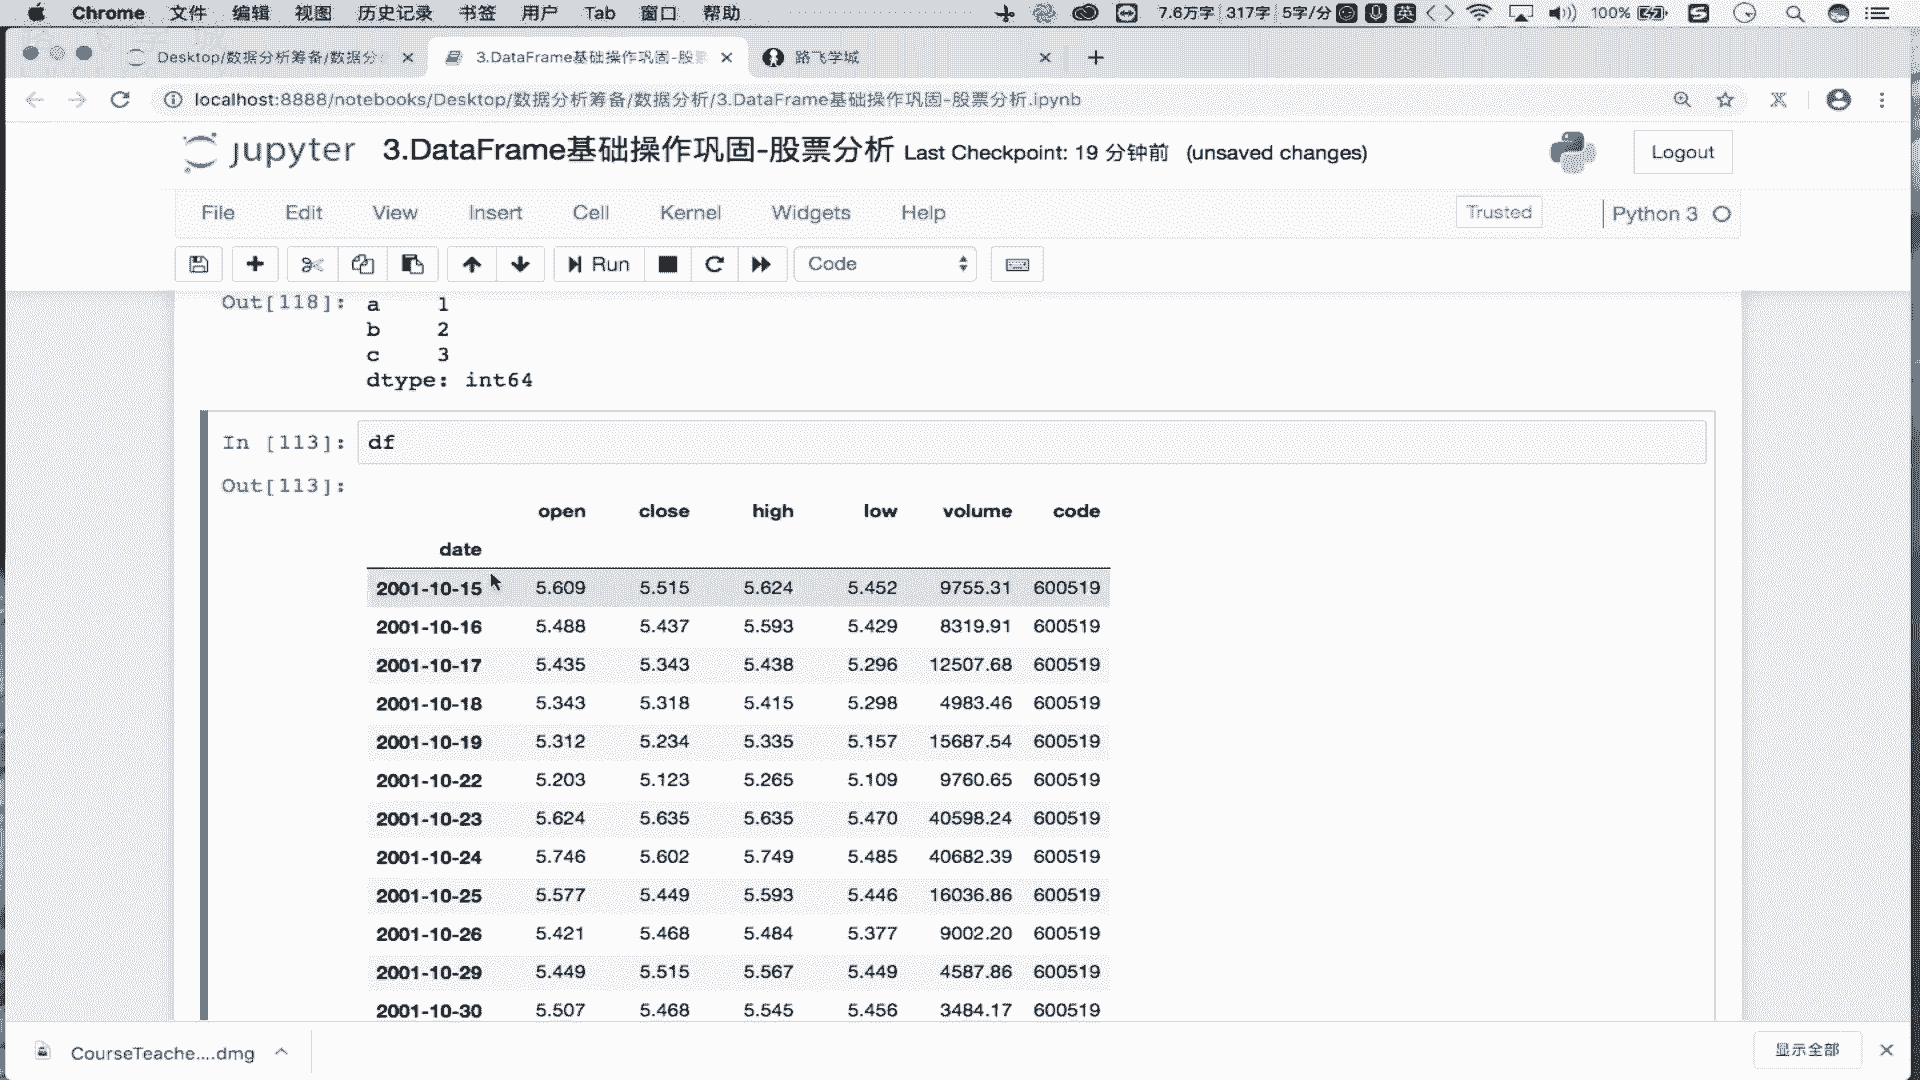 Chrome 文件 编辑 视图 历史记录 书签 用户 Tab 窗口 帮助 7.6万字 317字 5字/分 英 100%
Desktop/数据分析筹备/数据分 3.DataFrame基础操作巩固-股 路飞学城
localhost:8888/notebooks/Desktop/数据分析筹备/数据分析/3.DataFrame基础操作巩固-股票分析.ipynb
jupyter 3.DataFrame基础操作巩固-股票分析 Last Checkpoint: 19 分钟前 (unsaved changes) Logout
File Edit View Insert Cell Kernel Widgets Help Trusted Python 3
Run Code
Out[118]: a 1
b 2
c 3
dtype: int64
In [113]: df
Out[113]:
open close high low volume code
date
2001-10-15 5.609 5.515 5.624 5.452 9755.31 600519
2001-10-16 5.488 5.437 5.593 5.429 8319.91 600519
2001-10-17 5.435 5.343 5.438 5.296 12507.68 600519
2001-10-18 5.343 5.318 5.415 5.298 4983.46 600519
2001-10-19 5.312 5.234 5.335 5.157 15687.54 600519
2001-10-22 5.203 5.123 5.265 5.109 9760.65 600519
2001-10-23 5.624 5.635 5.635 5.470 40598.24 600519
2001-10-24 5.746 5.602 5.749 5.485 40682.39 600519
2001-10-25 5.577 5.449 5.593 5.446 16036.86 600519
2001-10-26 5.421 5.468 5.484 5.377 9002.20 600519
2001-10-29 5.449 5.515 5.567 5.449 4587.86 600519
2001-10-30 5.507 5.468 5.545 5.456 3484.17 600519
CourseTeache....dmg 显示全部